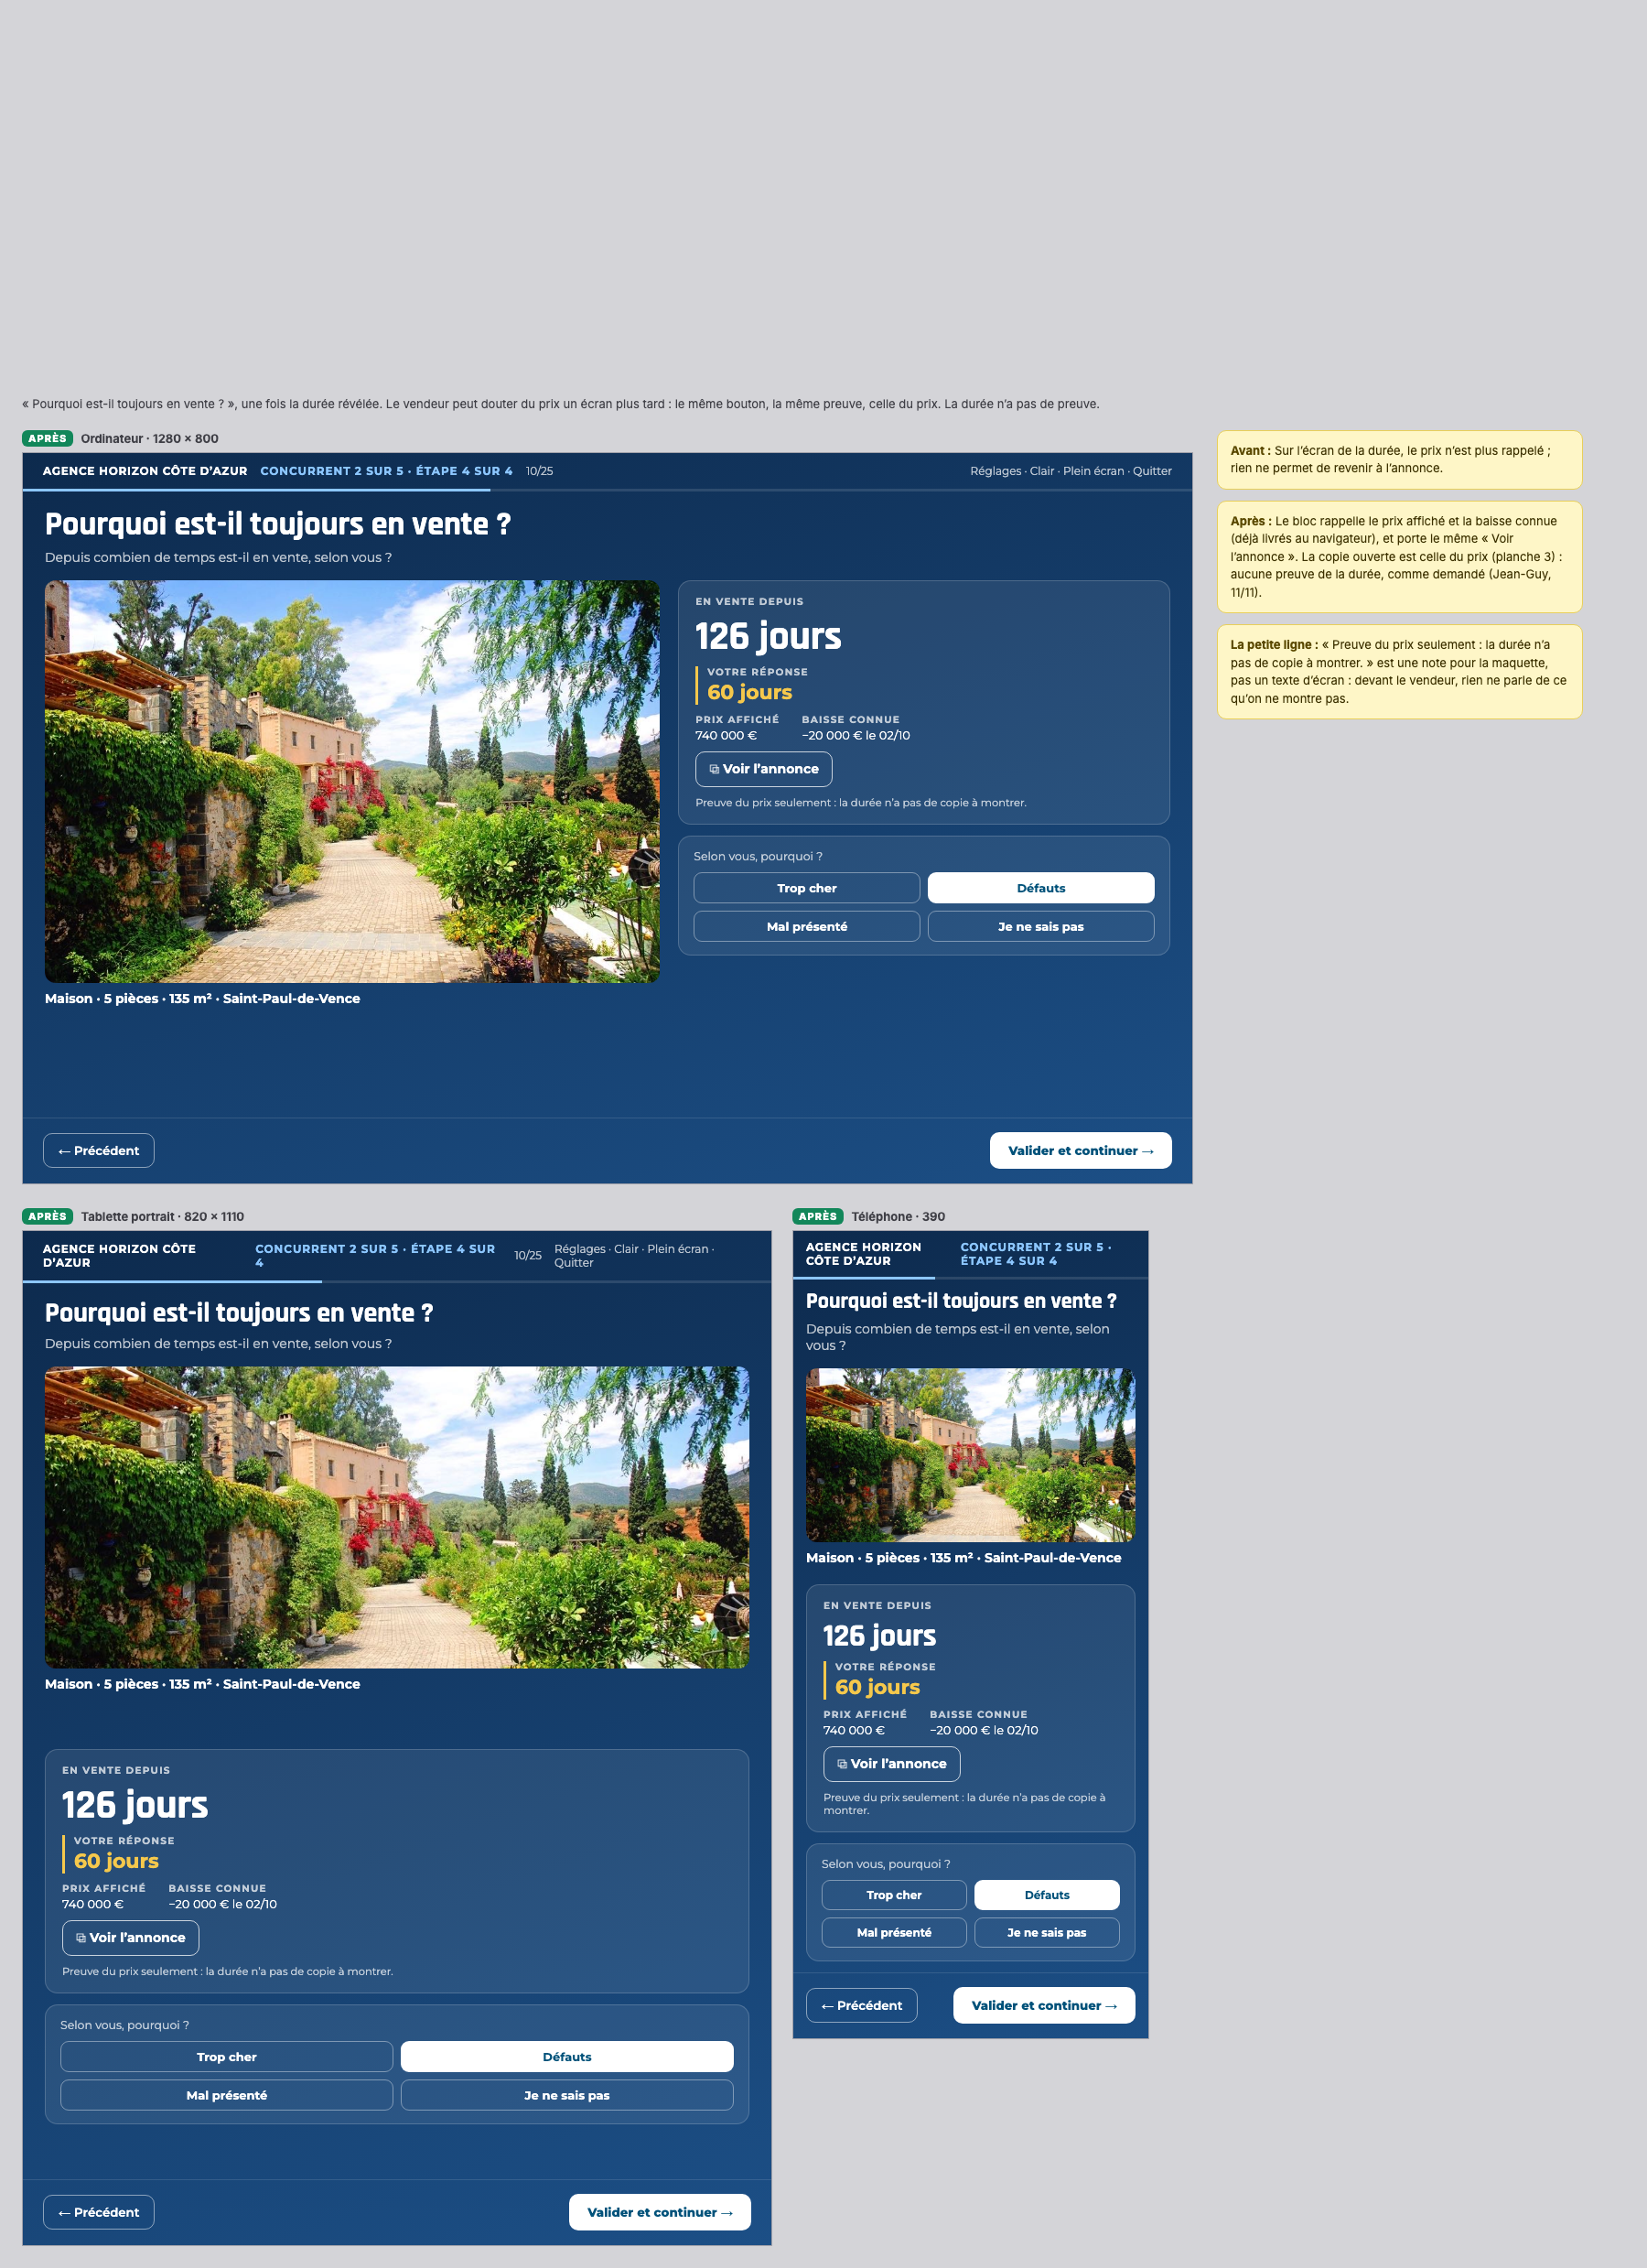 « Pourquoi est-il toujours en vente ? », une fois la durée révélée. Le vendeur peut douter du prix un écran plus tard : le même bouton, la même preuve, celle du prix. La durée n’a pas de preuve.
APRÈS Ordinateur · 1280 × 800
AGENCE HORIZON CÔTE D’AZUR CONCURRENT 2 SUR 5 · ÉTAPE 4 SUR 4 10/25 Réglages · Clair · Plein écran · Quitter
Pourquoi est-il toujours en vente ?
Depuis combien de temps est-il en vente, selon vous ?
EN VENTE DEPUIS
126 jours
VOTRE RÉPONSE
60 jours
PRIX AFFICHÉ BAISSE CONNUE
740 000 € −20 000 € le 02/10
Voir l’annonce
Preuve du prix seulement : la durée n’a pas de copie à montrer.
Selon vous, pourquoi ?
Trop cher Défauts
Mal présenté Je ne sais pas
Maison · 5 pièces · 135 m² · Saint-Paul-de-Vence
← Précédent Valider et continuer →
Avant : Sur l’écran de la durée, le prix n’est plus rappelé ;
rien ne permet de revenir à l’annonce.
Après : Le bloc rappelle le prix affiché et la baisse connue
(déjà livrés au navigateur), et porte le même « Voir
l’annonce ». La copie ouverte est celle du prix (planche 3) :
aucune preuve de la durée, comme demandé (Jean-Guy,
11/11).
La petite ligne : « Preuve du prix seulement : la durée n’a
pas de copie à montrer. » est une note pour la maquette,
pas un texte d’écran : devant le vendeur, rien ne parle de ce
qu’on ne montre pas.
APRÈS Tablette portrait · 820 × 1110
AGENCE HORIZON CÔTE
D’AZUR
CONCURRENT 2 SUR 5 · ÉTAPE 4 SUR
4
10/25
Réglages · Clair · Plein écran ·
Quitter
Pourquoi est-il toujours en vente ?
Depuis combien de temps est-il en vente, selon vous ?
Maison · 5 pièces · 135 m² · Saint-Paul-de-Vence
EN VENTE DEPUIS
126 jours
VOTRE RÉPONSE
60 jours
PRIX AFFICHÉ BAISSE CONNUE
740 000 € −20 000 € le 02/10
Voir l’annonce
Preuve du prix seulement : la durée n’a pas de copie à montrer.
Selon vous, pourquoi ?
Trop cher Défauts
Mal présenté Je ne sais pas
← Précédent Valider et continuer →
APRÈS Téléphone · 390
AGENCE HORIZON
CÔTE D’AZUR
CONCURRENT 2 SUR 5 ·
ÉTAPE 4 SUR 4
Pourquoi est-il toujours en vente ?
Depuis combien de temps est-il en vente, selon
vous ?
Maison · 5 pièces · 135 m² · Saint-Paul-de-Vence
EN VENTE DEPUIS
126 jours
VOTRE RÉPONSE
60 jours
PRIX AFFICHÉ BAISSE CONNUE
740 000 € −20 000 € le 02/10
Voir l’annonce
Preuve du prix seulement : la durée n’a pas de copie à
montrer.
Selon vous, pourquoi ?
Trop cher Défauts
Mal présenté Je ne sais pas
← Précédent Valider et continuer →